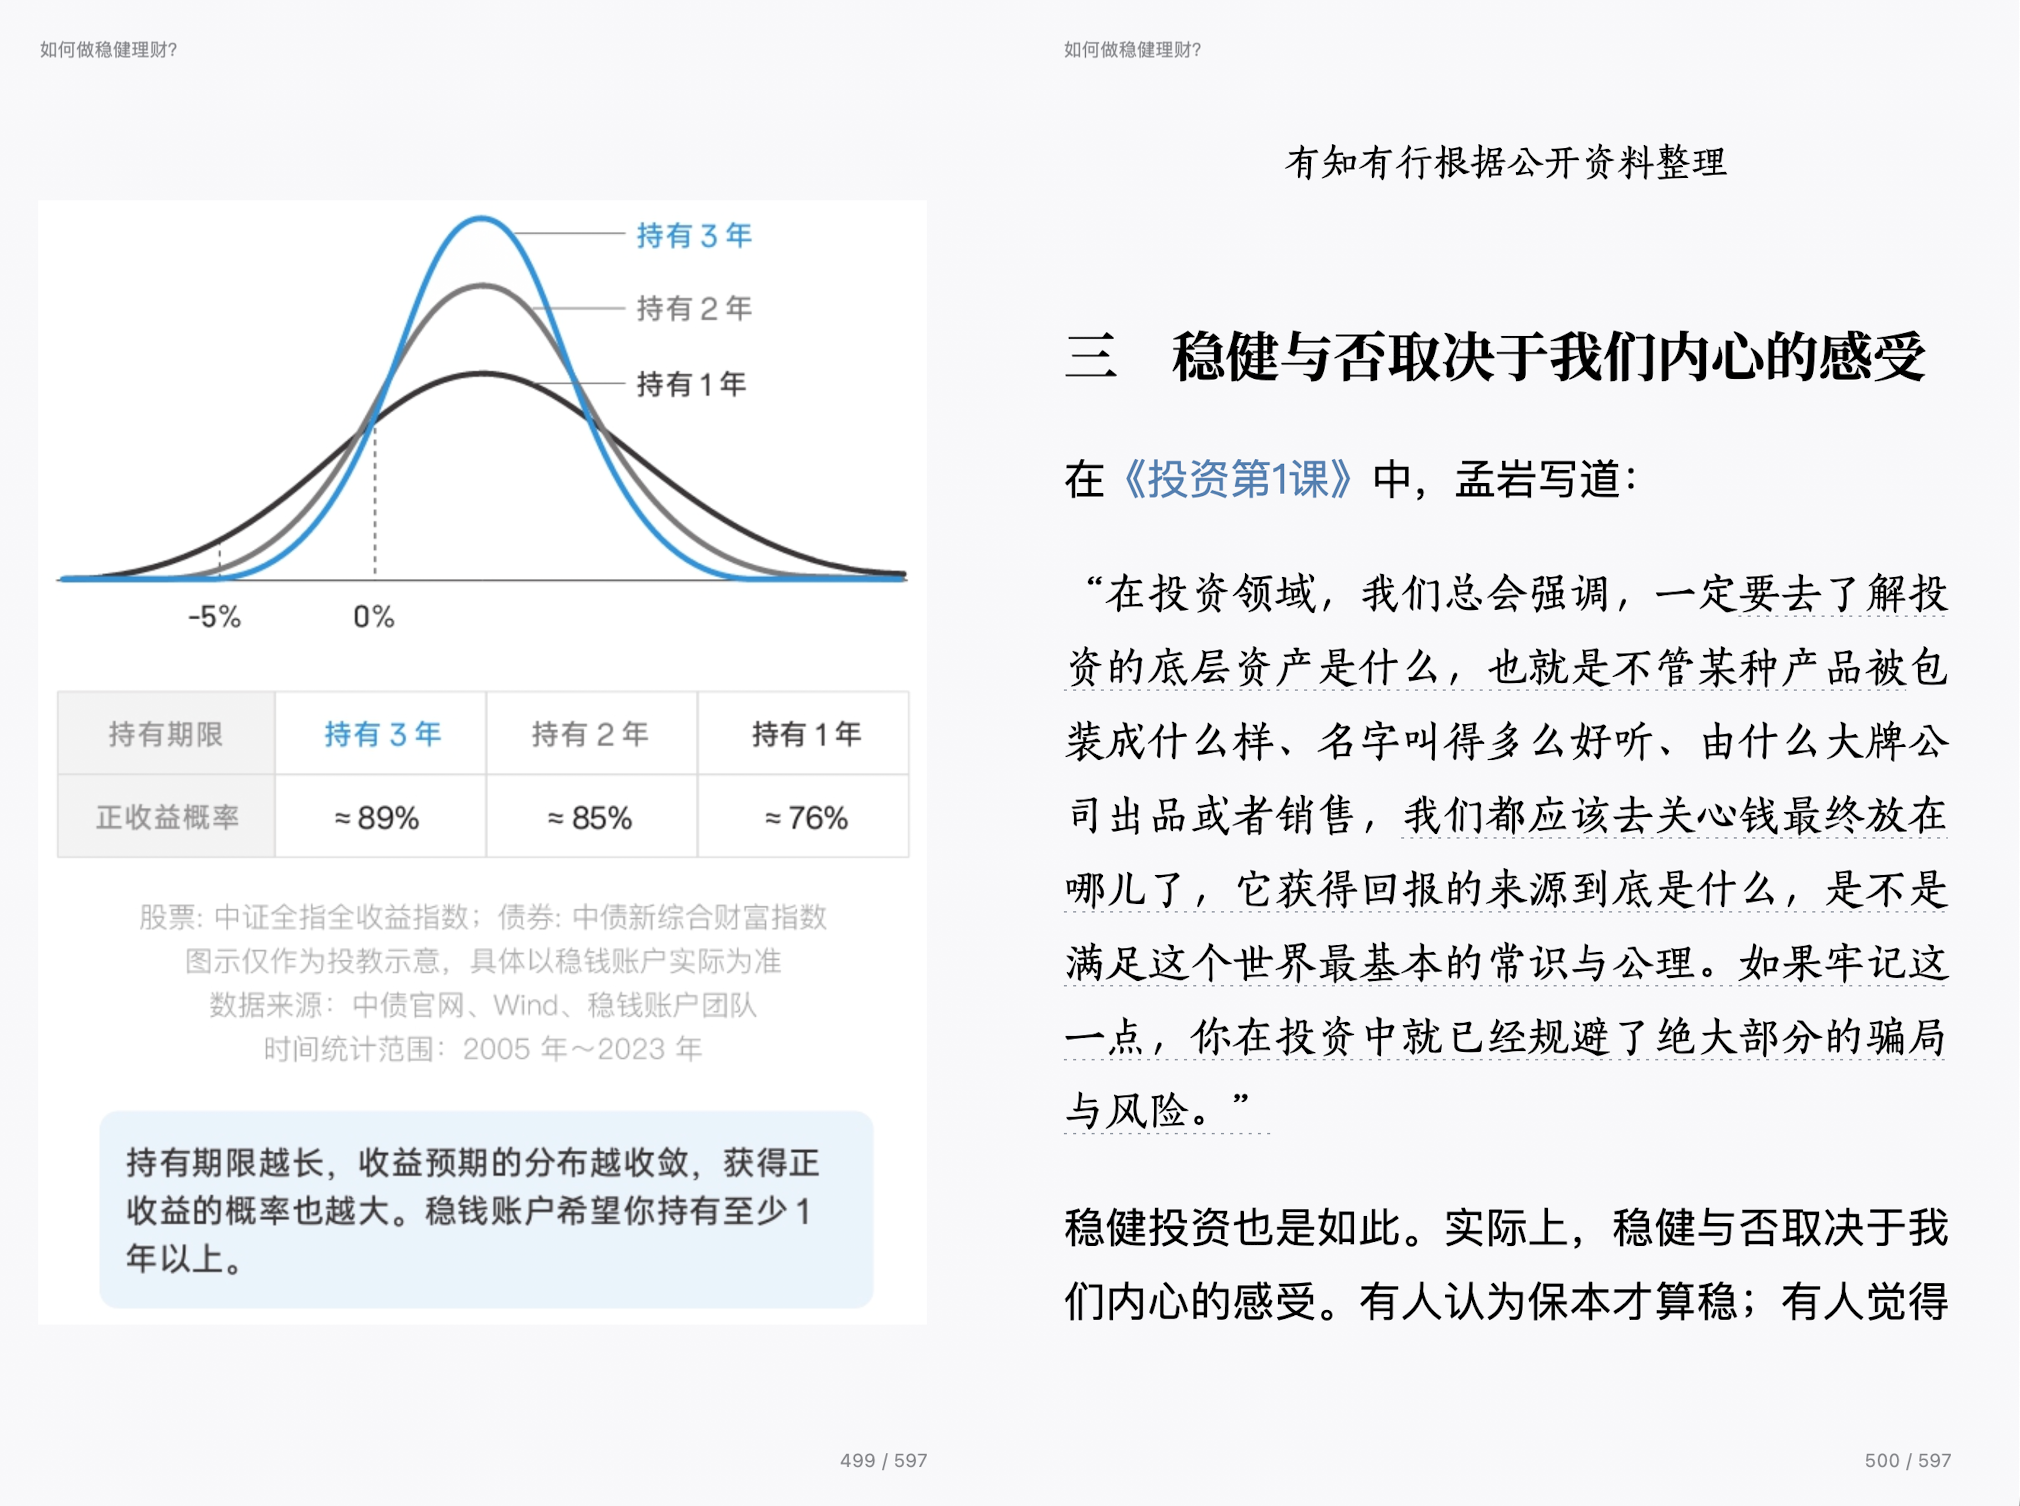 如何做稳健理财?
持有 3 年
持有 2 年
持有 1 年
-5%
0%
持有期限 持有 3 年 持有 2 年 持有 1 年
正收益概率 ≈ 89% ≈ 85% ≈ 76%
股票: 中证全指全收益指数；债券: 中债新综合财富指数
图示仅作为投教示意，具体以稳钱账户实际为准
数据来源：中债官网、Wind、稳钱账户团队
时间统计范围：2005 年～2023 年
持有期限越长，收益预期的分布越收敛，获得正
收益的概率也越大。稳钱账户希望你持有至少 1
年以上。
499 / 597
如何做稳健理财?
有知有行根据公开资料整理
三　稳健与否取决于我们内心的感受
在《投资第1课》中，孟岩写道：
“在投资领域，我们总会强调，一定要去了解投
资的底层资产是什么，也就是不管某种产品被包
装成什么样、名字叫得多么好听、由什么大牌公
司出品或者销售，我们都应该去关心钱最终放在
哪儿了，它获得回报的来源到底是什么，是不是
满足这个世界最基本的常识与公理。如果牢记这
一点，你在投资中就已经规避了绝大部分的骗局
与风险。”
稳健投资也是如此。实际上，稳健与否取决于我
们内心的感受。有人认为保本才算稳；有人觉得
500 / 597